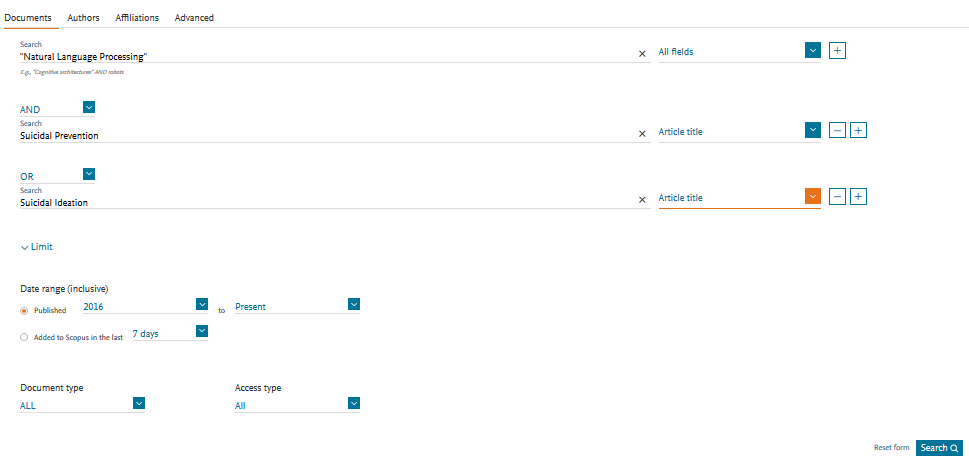 Documents Authors Affiliations Advanced
Search
"Natural Language Processing" All fields
E.g., "Cognitive architectures" AND robots
AND
Search
Suicidal Prevention Article title
OR
Search
Suicidal Ideation Article title
Limit
Date range (inclusive)
Published 2016 to Present
Added to Scopus in the last 7 days
Document type Access type
ALL All
Reset form Search